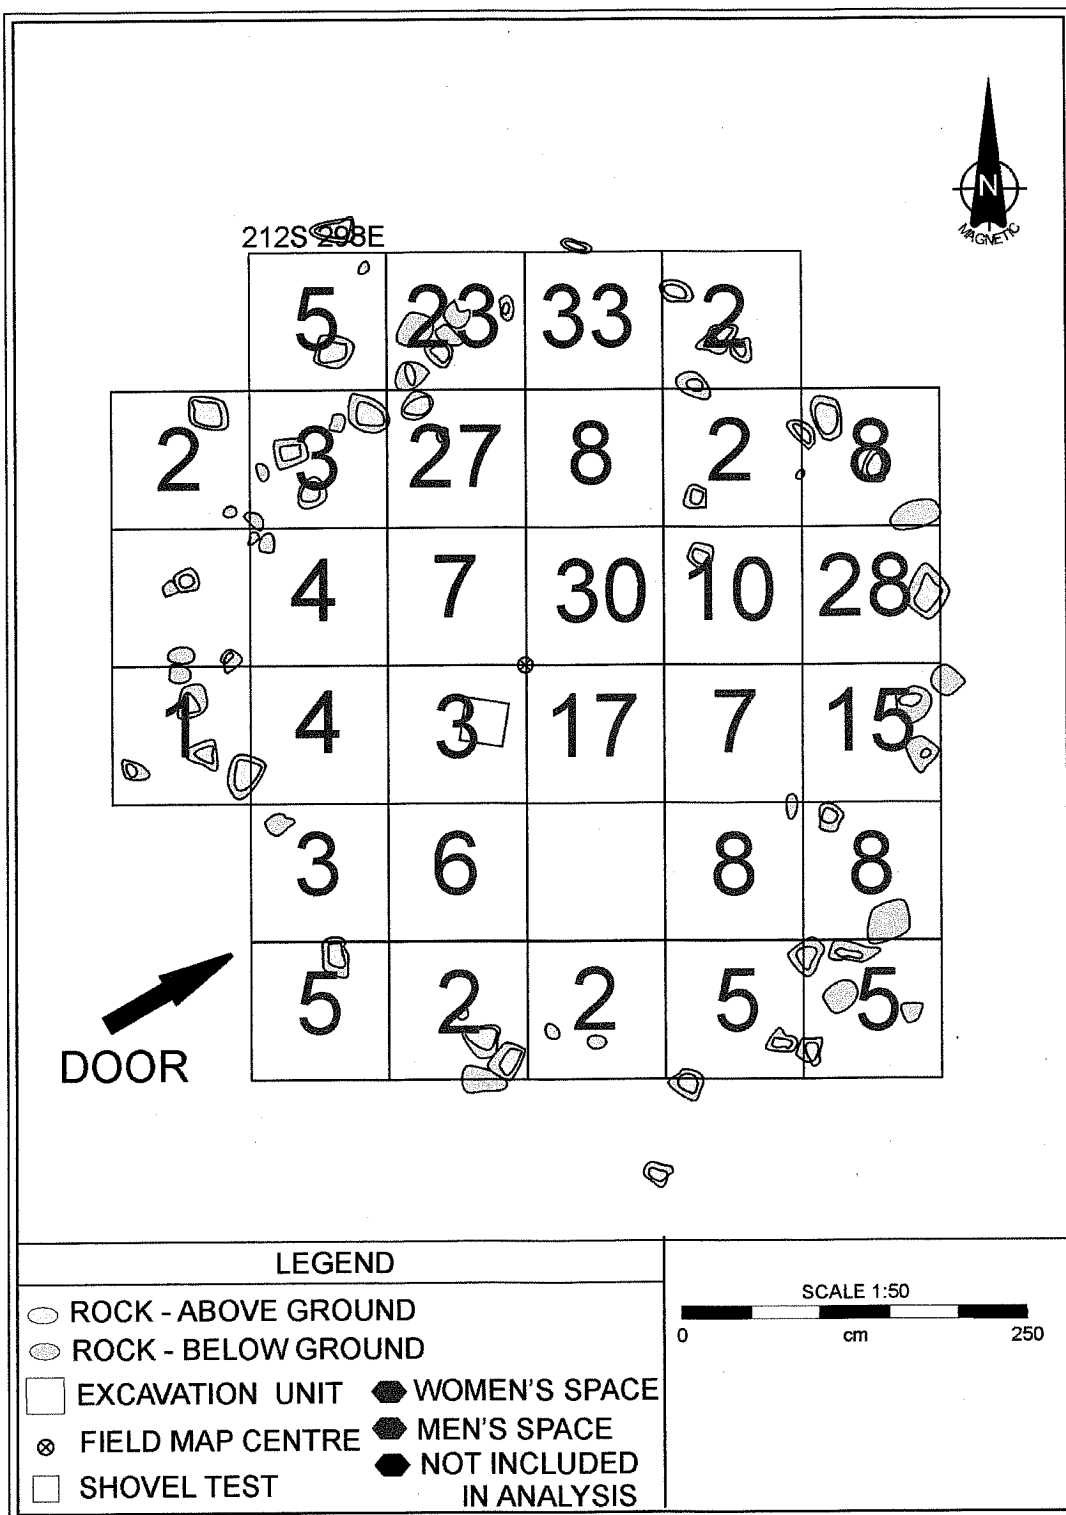 N
MAGNETIC
212S 298E
5 23 33 2
2 3 27 8 2 8
4 7 30 10 28
1 4 3 17 7 15
3 6 8 8
5 2 2 5 5
DOOR
LEGEND
ROCK - ABOVE GROUND
ROCK - BELOW GROUND
EXCAVATION UNIT
FIELD MAP CENTRE
SHOVEL TEST
WOMEN'S SPACE
MEN'S SPACE
NOT INCLUDED
IN ANALYSIS
SCALE 1:50
0 cm 250